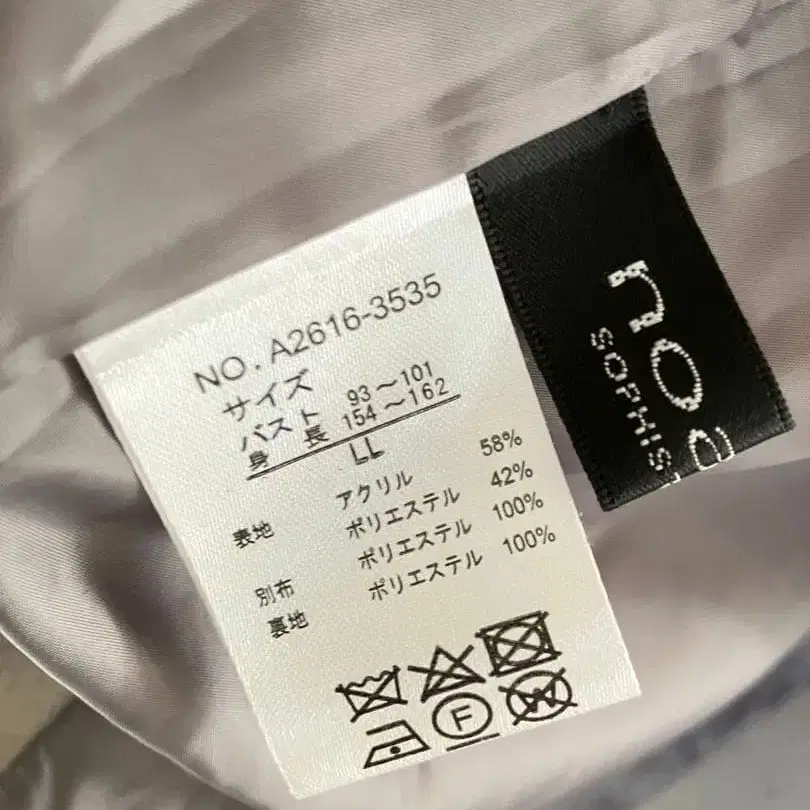 NO. A2616-3535
サイズ
バスト 93～101
身 長 154～162
LL
表地 アクリル 58%
ポリエステル 42%
別布 ポリエステル 100%
裏地 ポリエステル 100%
F
W